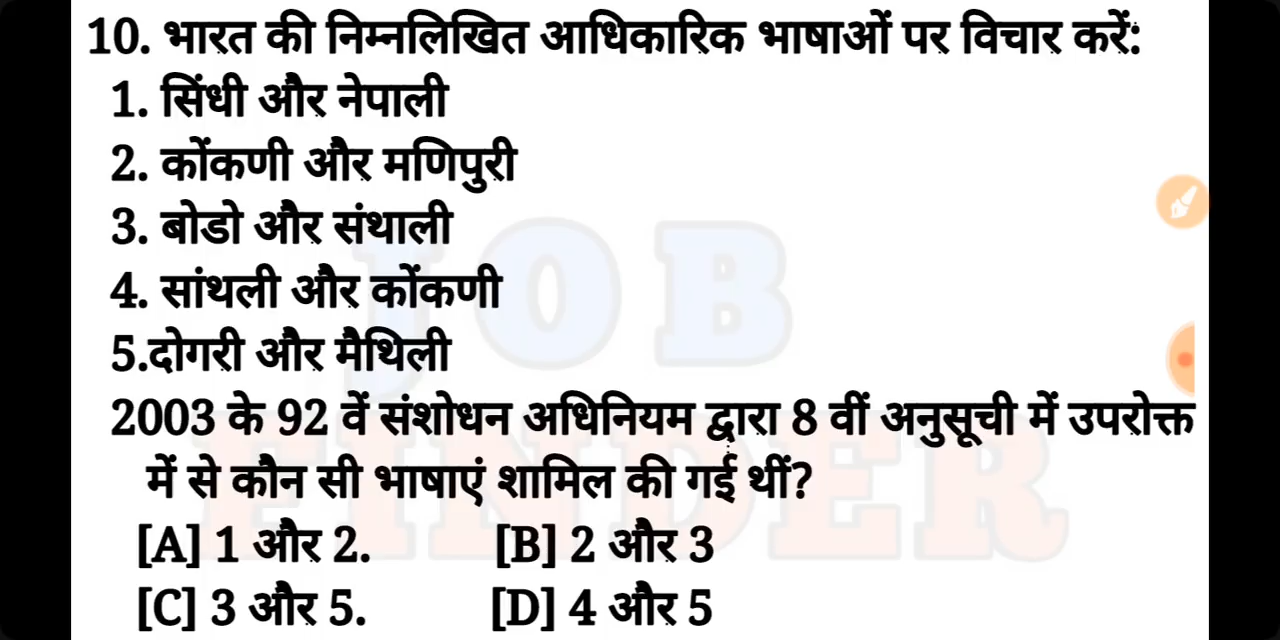 10. भारत की निम्नलिखित आधिकारिक भाषाओं पर विचार करें:
1. सिंधी और नेपाली
2. कोंकणी और मणिपुरी
3. बोडो और संथाली
4. सांथली और कोंकणी
5.दोगरी और मैथिली
2003 के 92 वें संशोधन अधिनियम द्वारा 8 वीं अनुसूची में उपरोक्त
में से कौन सी भाषाएं शामिल की गई थीं?
[A] 1 और 2. [B] 2 और 3
[C] 3 और 5. [D] 4 और 5
JOB
FINDER